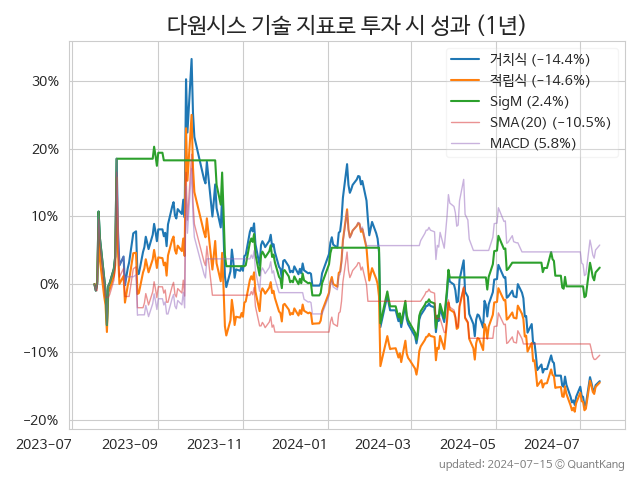 다원시스 기술 지표로 투자 시 성과 (1년)
거치식 (−14.4%)
적립식 (−14.6%)
SigM (2.4%)
SMA(20) (−10.5%)
MACD (5.8%)
30%
20%
10%
0%
−10%
−20%
2023-07 2023-09 2023-11 2024-01 2024-03 2024-05 2024-07
updated: 2024-07-15 © QuantKang